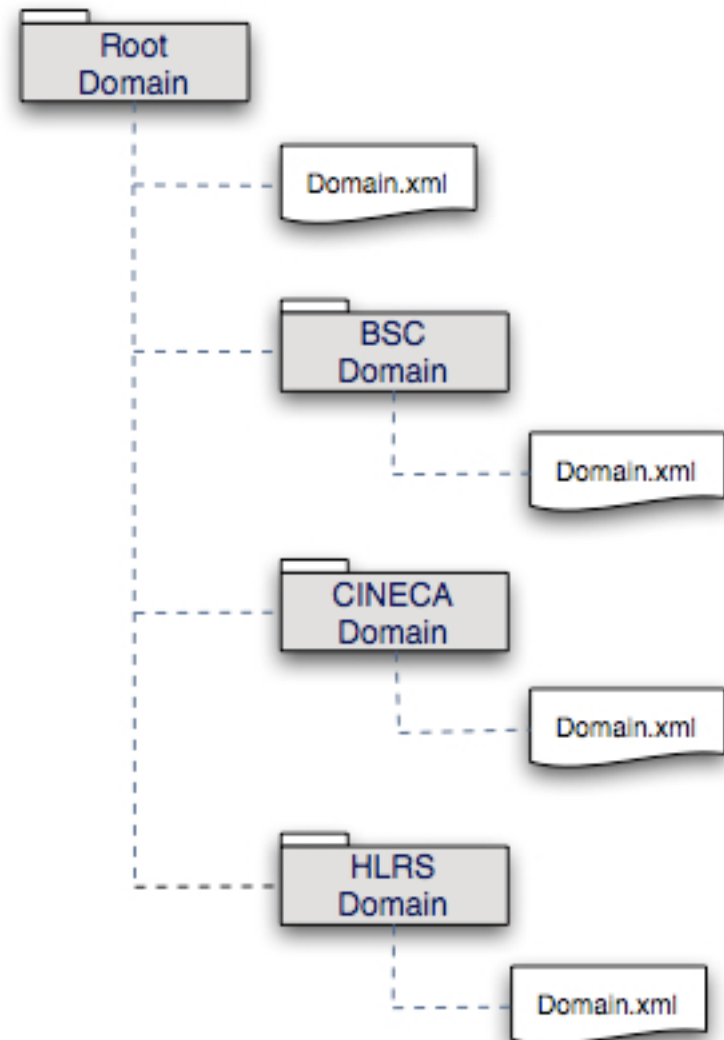 Root
Domain
Domain.xml
BSC
Domain
Domain.xml
CINECA
Domain
Domain.xml
HLRS
Domain
Domain.xml